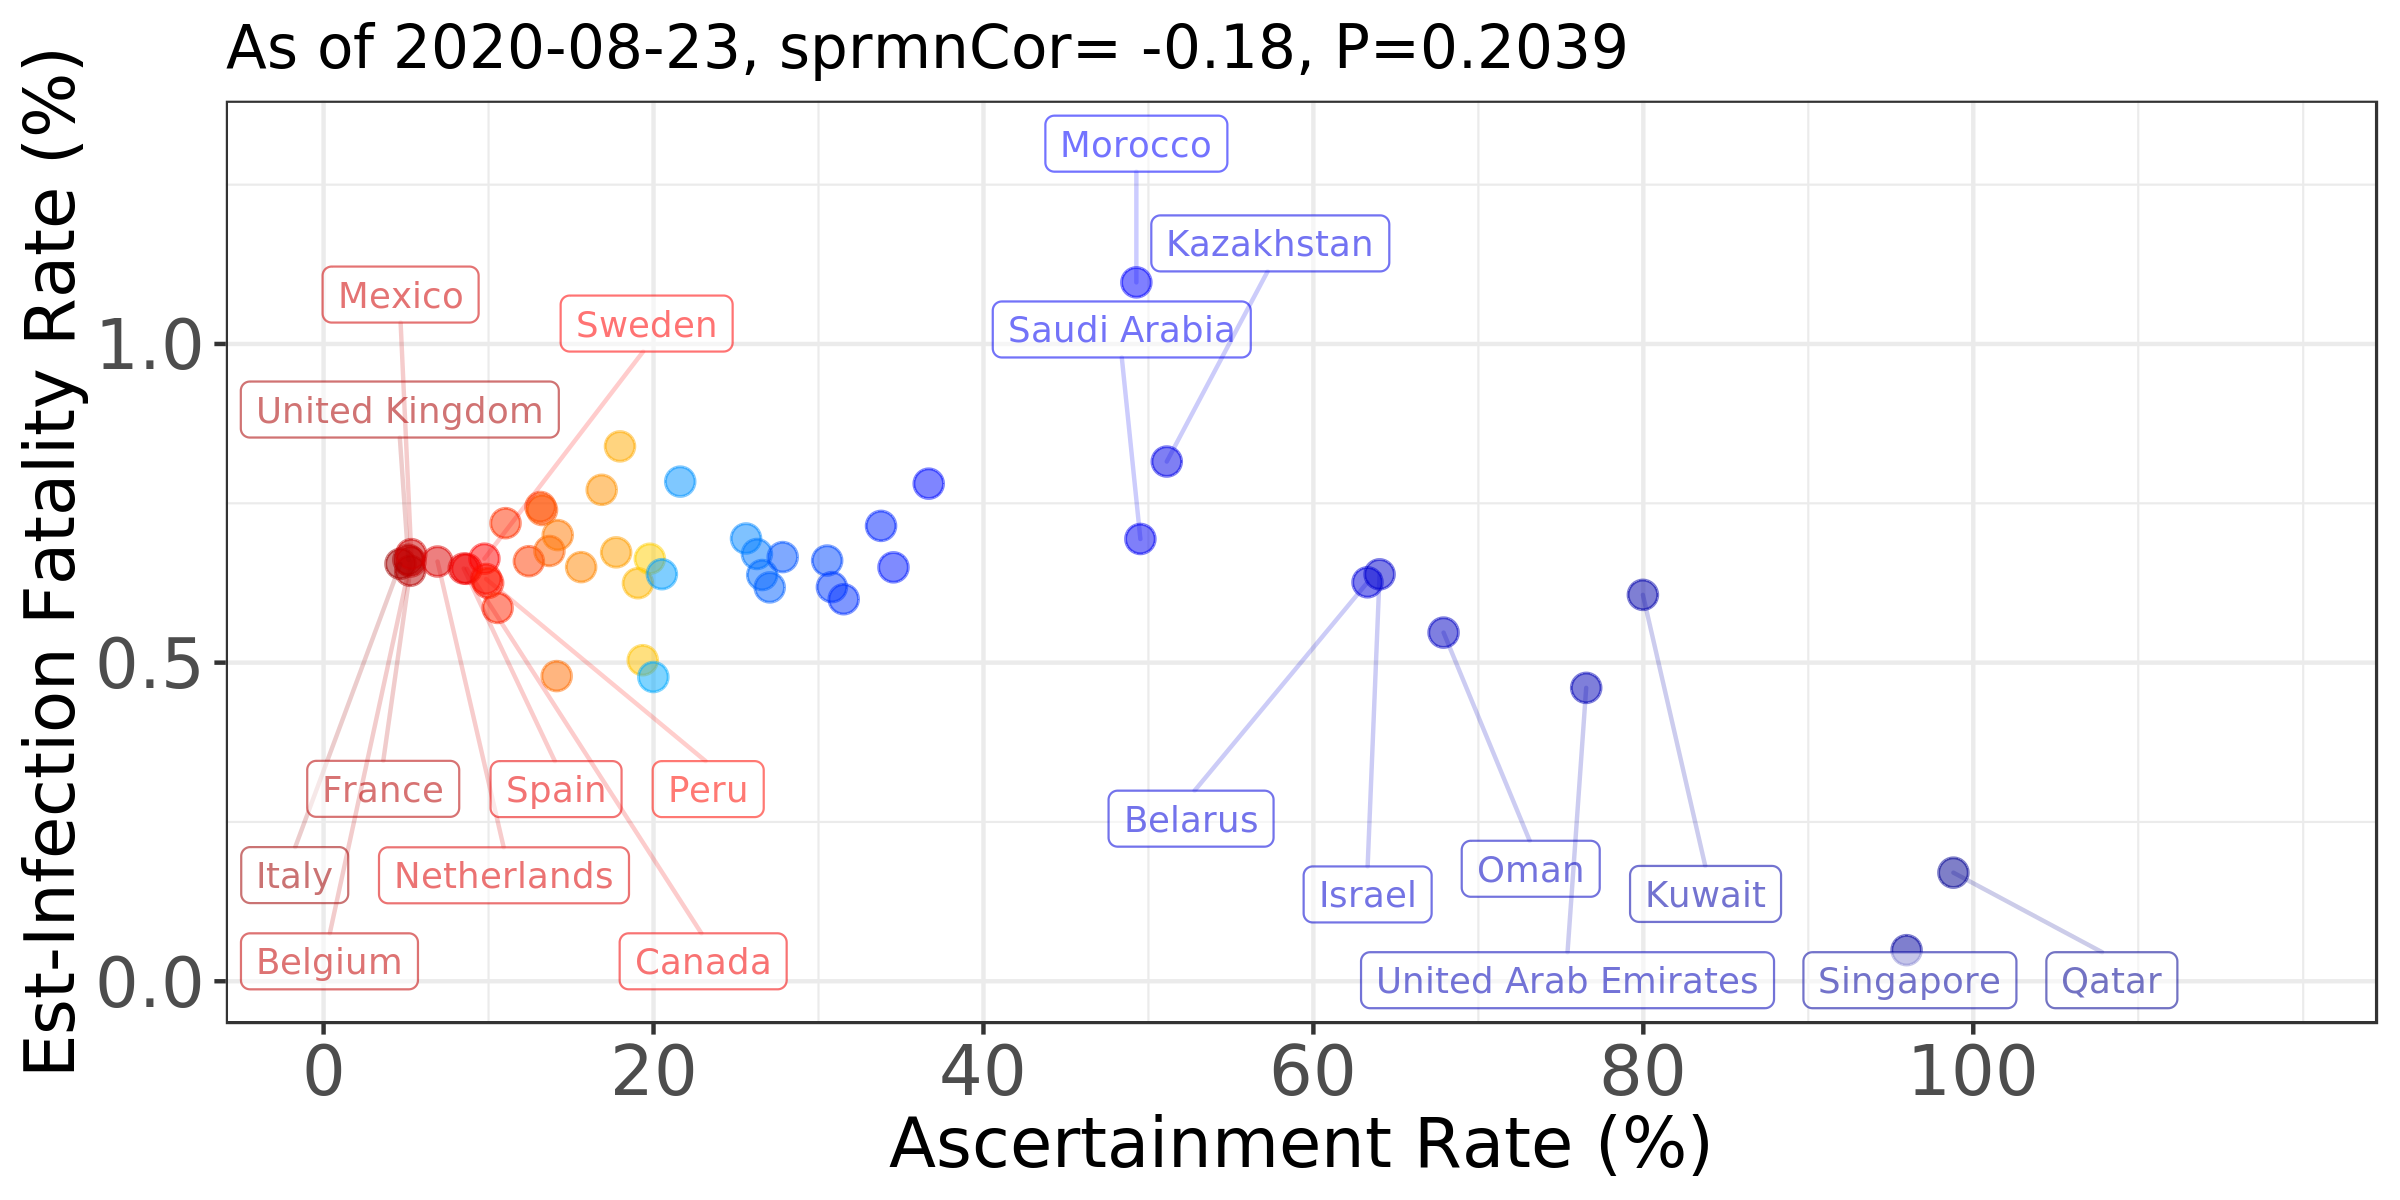 As of 2020-08-23, sprmnCor= -0.18, P=0.2039
Est-Infection Fatality Rate (%)
Morocco
Kazakhstan
Mexico
Sweden
Saudi Arabia
1.0
United Kingdom
0.5
France
Spain
Peru
Belarus
Italy
Netherlands
Israel
Oman
Kuwait
Belgium
Canada
United Arab Emirates
Singapore
Qatar
0.0
0 20 40 60 80 100
Ascertainment Rate (%)